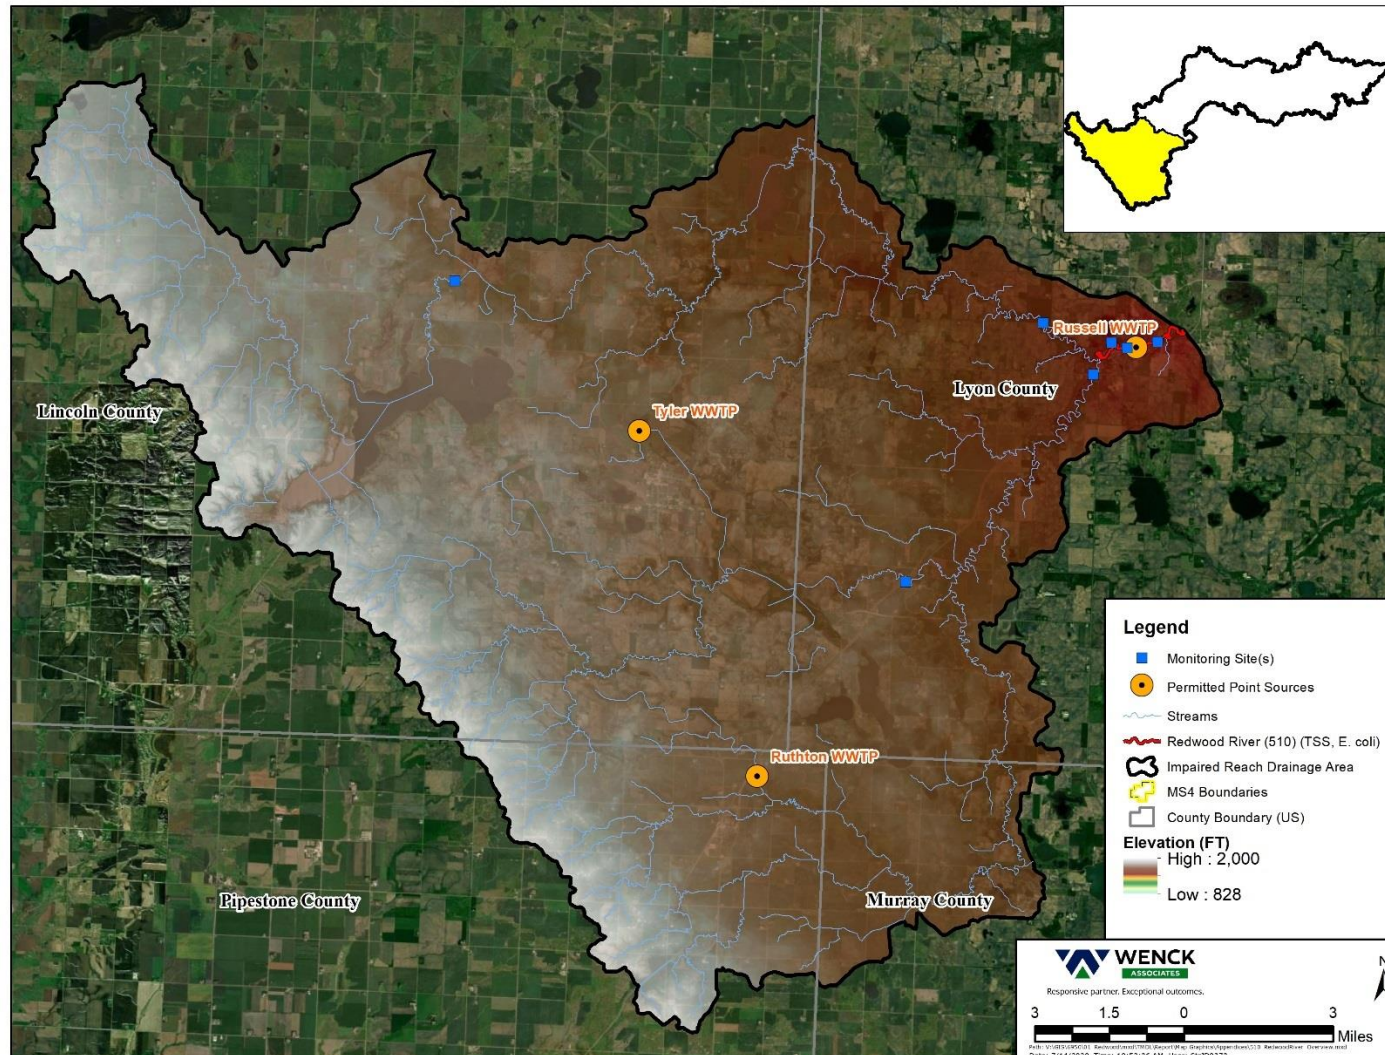 Russell WWTP
Lyon County
Lincoln County
Tyler WWTP
Ruthton WWTP
Pipestone County
Murray County
Legend
Monitoring Site(s)
Permitted Point Sources
Streams
Redwood River (510) (TSS, E. coli)
Impaired Reach Drainage Area
MS4 Boundaries
County Boundary (US)
Elevation (FT)
High : 2,000
Low : 828
WENCK
ASSOCIATES
Responsive partner. Exceptional outcomes.
N
3 1.5 0 3
Miles